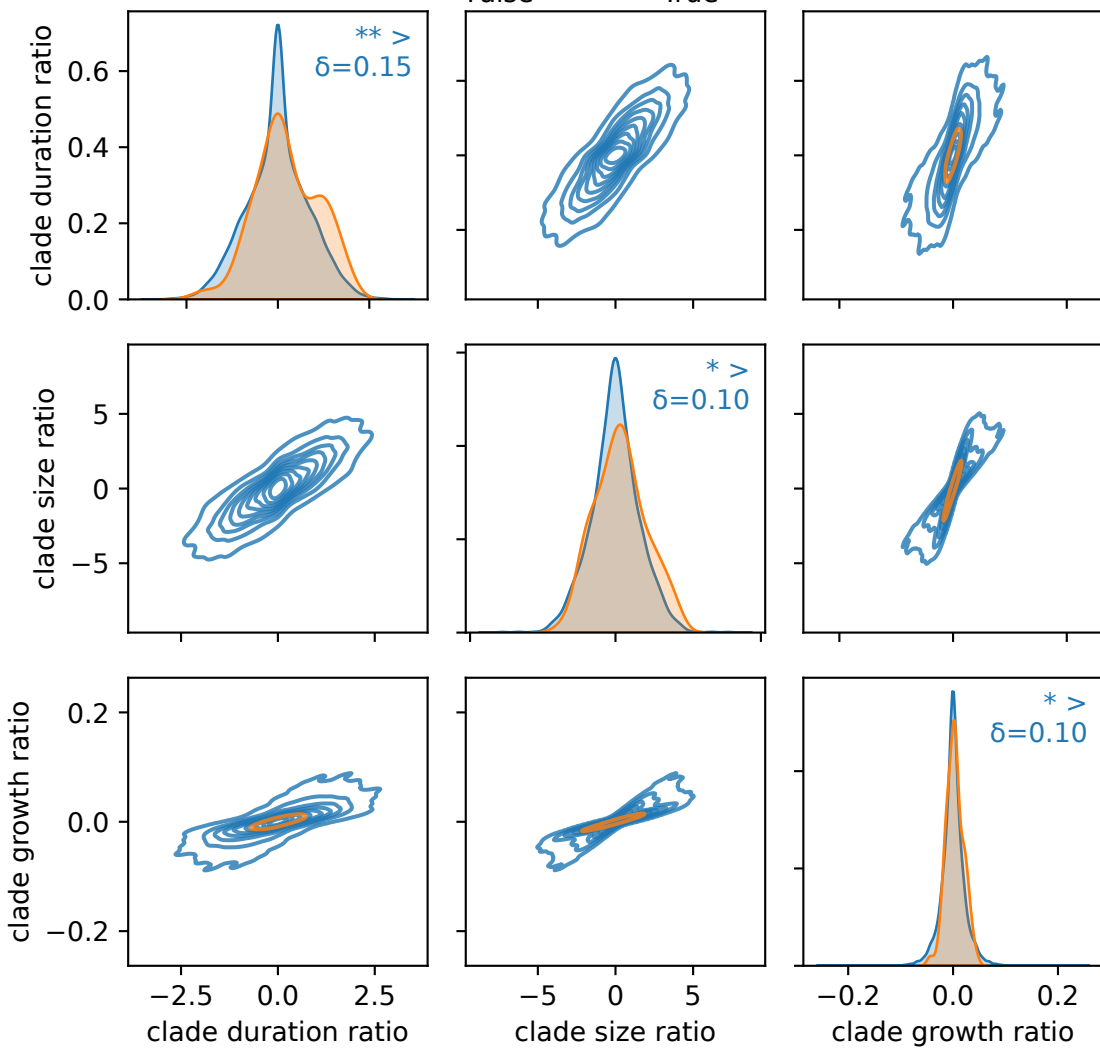 raise True
** >
δ=0.15
clade duration ratio
0.6
0.4
0.2
0.0
* >
δ=0.10
clade size ratio
5
0
−5
* >
δ=0.10
clade growth ratio
0.2
0.0
−0.2
−2.5 0.0 2.5
−5 0 5
−0.2 0.0 0.2
clade duration ratio
clade size ratio
clade growth ratio